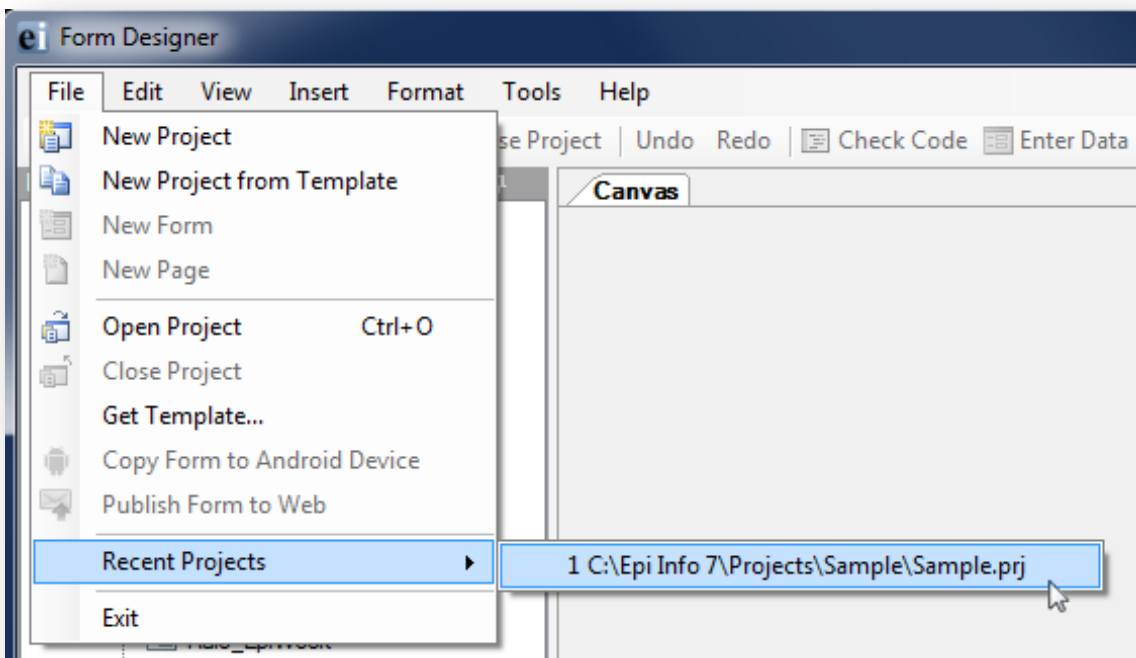 ei Form Designer
File Edit View Insert Format Tools Help
New Project
se Project Undo Redo Check Code Enter Data
New Project from Template
Canvas
New Form
New Page
Open Project Ctrl+O
Close Project
Get Template...
Copy Form to Android Device
Publish Form to Web
Recent Projects
1 C:\Epi Info 7\Projects\Sample\Sample.prj
Exit